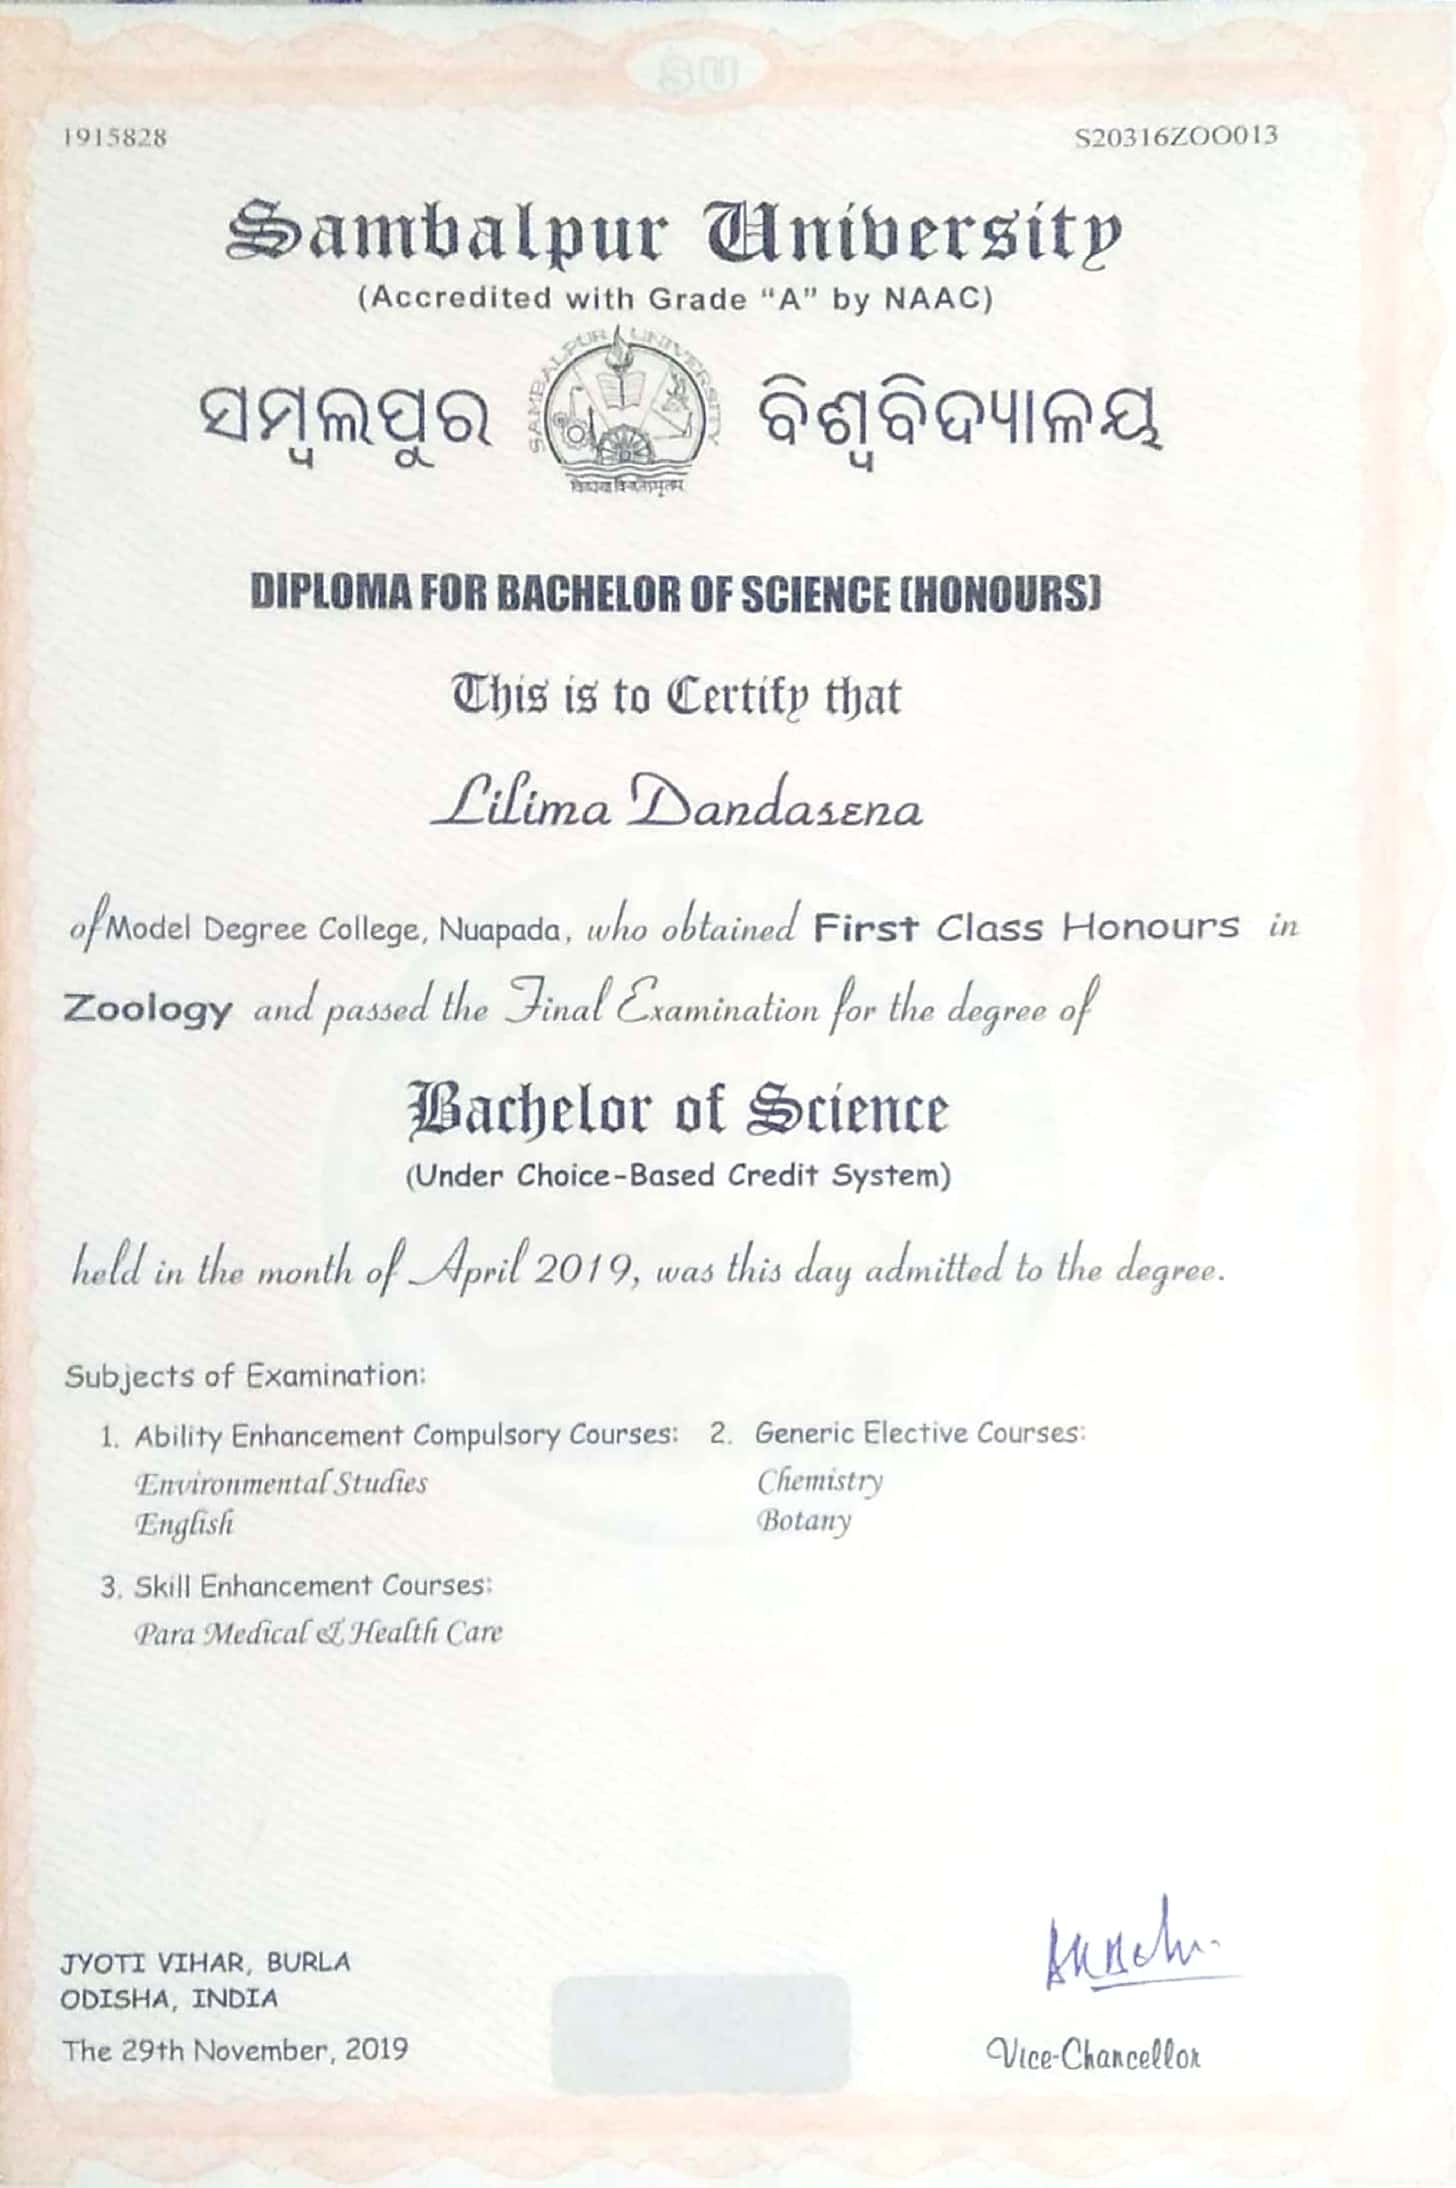 SU
1915828
S20316ZOO013
Sambalpur University
(Accredited with Grade “A” by NAAC)
SAMBALPUR UNIVERSITY
ସମ୍ବଲପୁର ବିଶ୍ୱବିଦ୍ୟାଳୟ
DIPLOMA FOR BACHELOR OF SCIENCE (HONOURS)
This is to Certify that
Lilima Dandasena
of Model Degree College, Nuapada, who obtained First Class Honours in
Zoology and passed the Final Examination for the degree of
Bachelor of Science
(Under Choice-Based Credit System)
held in the month of April 2019, was this day admitted to the degree.
Subjects of Examination:
1. Ability Enhancement Compulsory Courses: 2. Generic Elective Courses:
Environmental Studies Chemistry
English Botany
3. Skill Enhancement Courses:
Para Medical & Health Care
JYOTI VIHAR, BURLA
ODISHA, INDIA
The 29th November, 2019
Vice-Chancellor